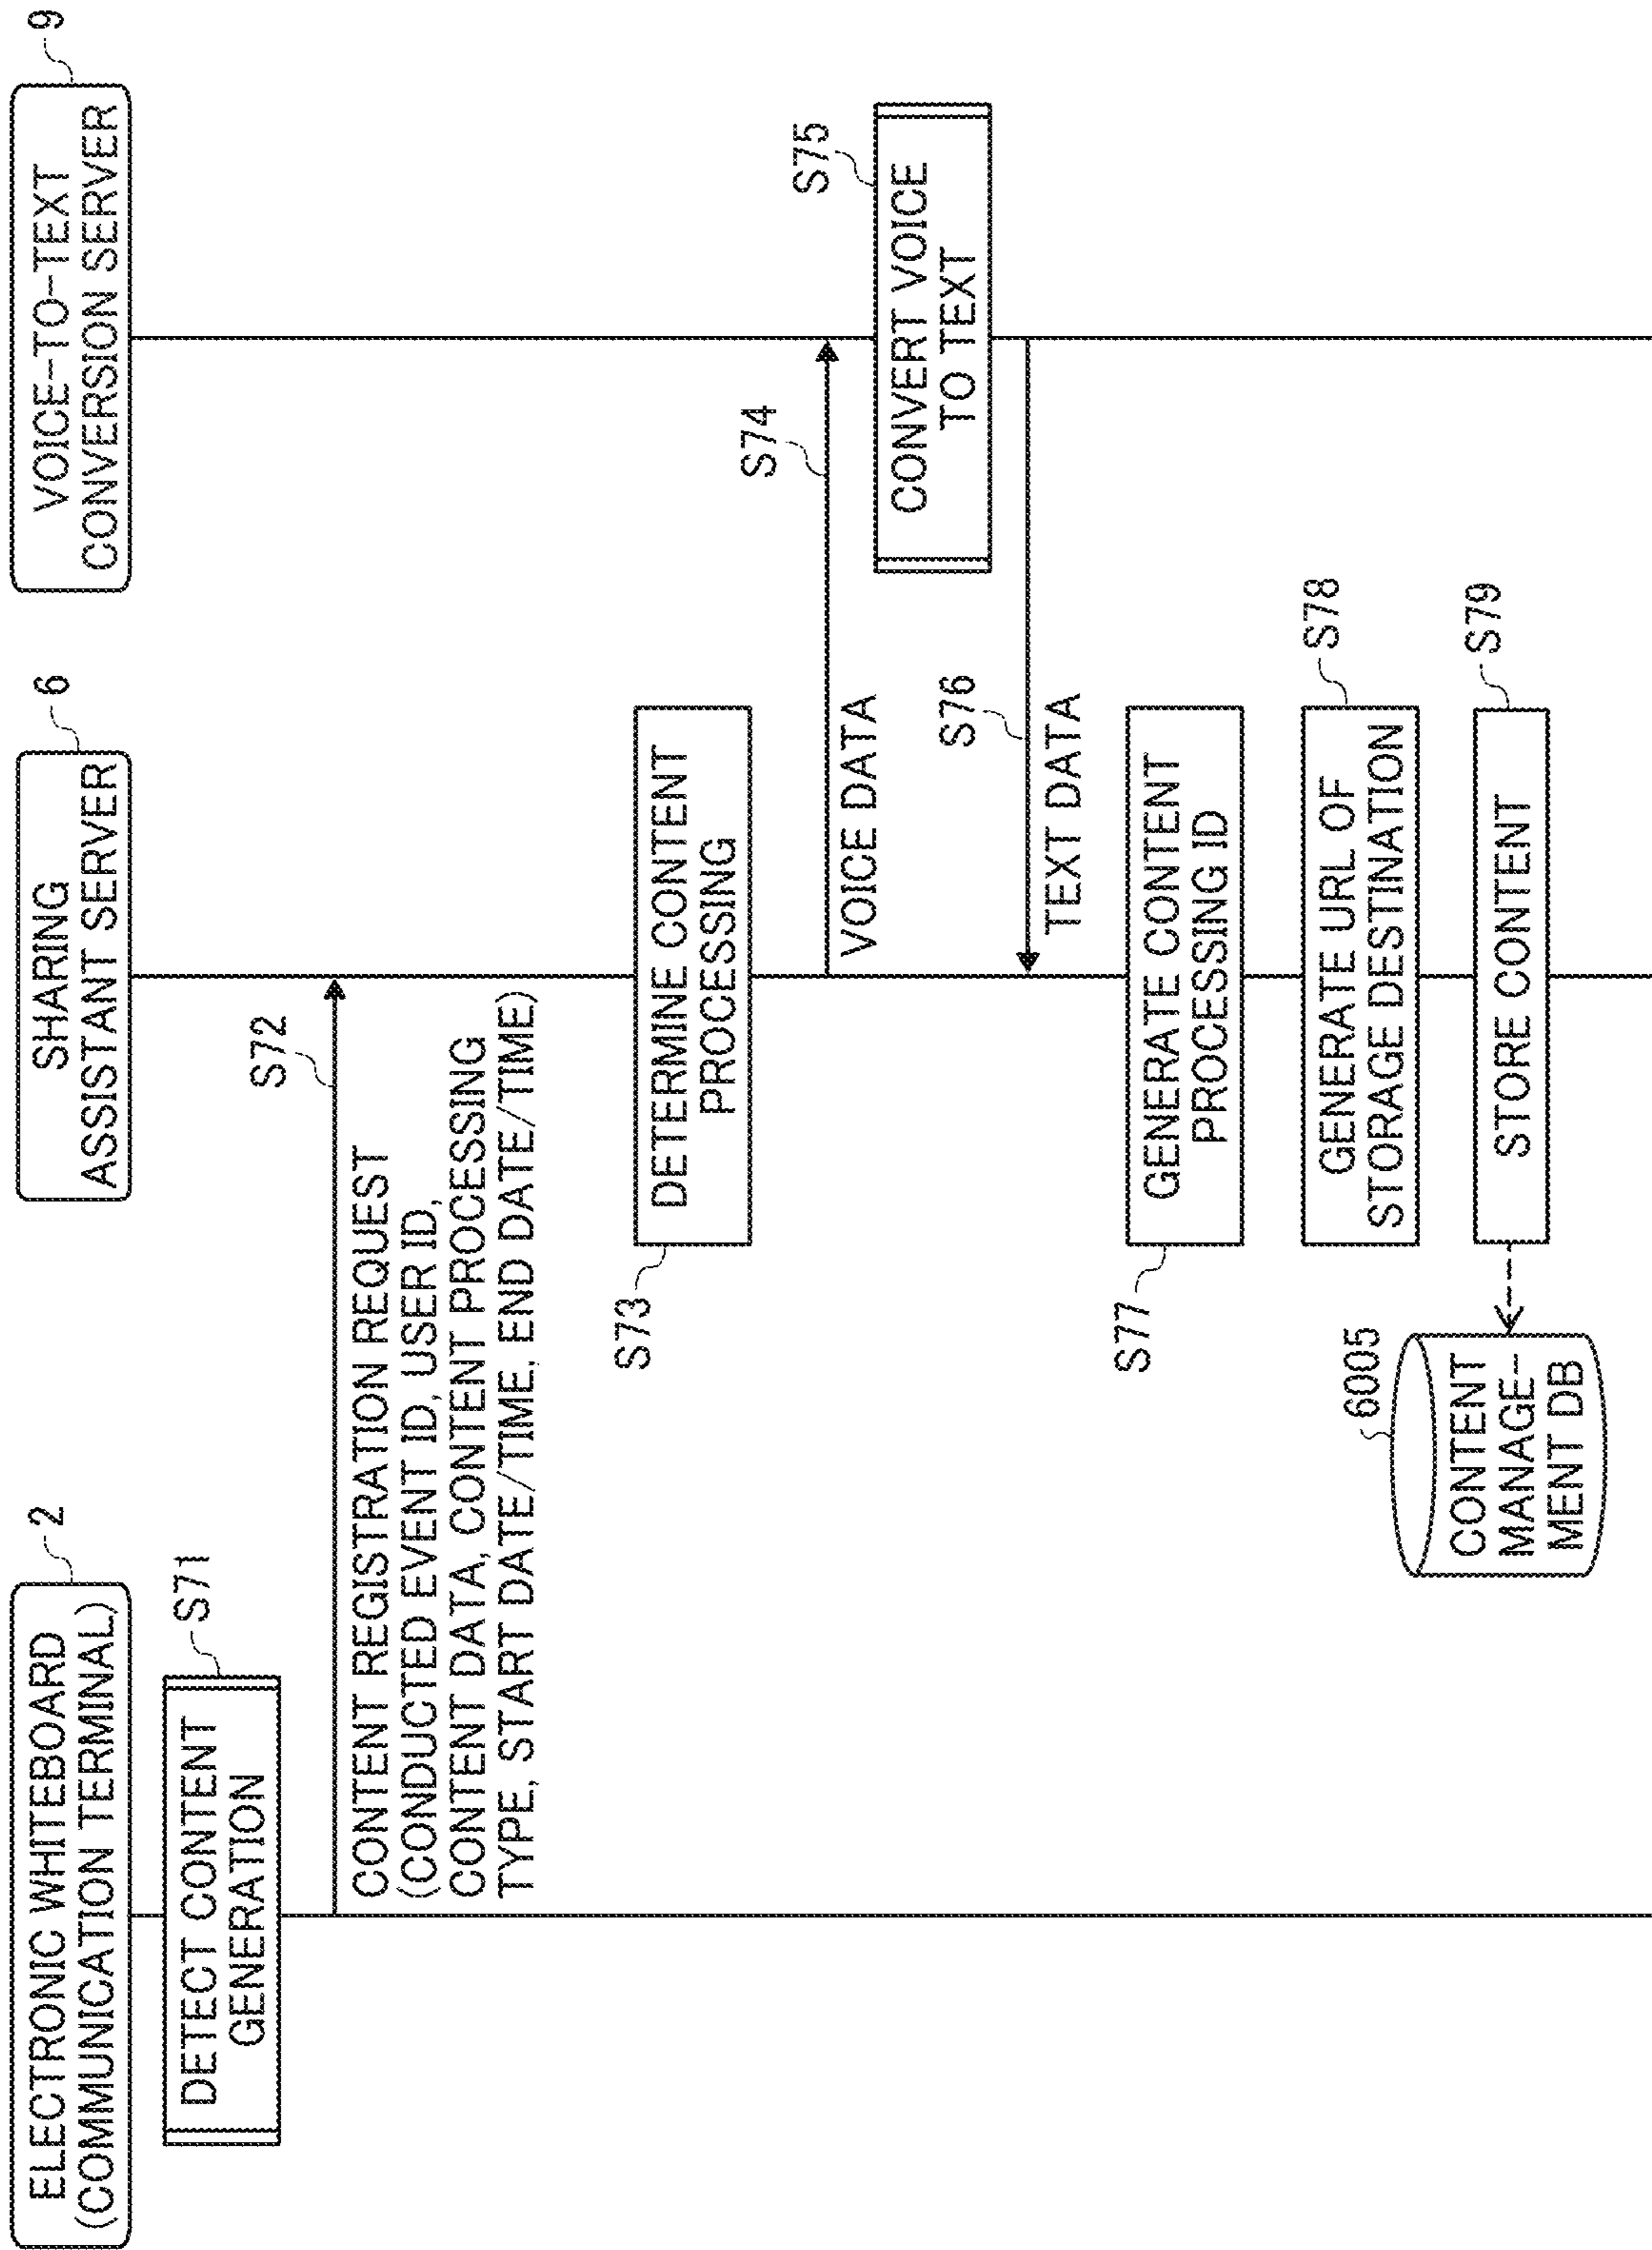 ELECTRONIC WHITEBOARD
(COMMUNICATION TERMINAL)
2
SHARING
ASSISTANT SERVER
6
VOICE-TO-TEXT
CONVERSION SERVER
9
DETECT CONTENT
GENERATION
S71
S72
CONTENT REGISTRATION REQUEST
(CONDUCTED EVENT ID, USER ID,
CONTENT DATA, CONTENT PROCESSING
TYPE, START DATE/TIME, END DATE/TIME)
S73
DETERMINE CONTENT
PROCESSING
S74
VOICE DATA
S75
CONVERT VOICE
TO TEXT
S76
TEXT DATA
S77
GENERATE CONTENT
PROCESSING ID
S78
GENERATE URL OF
STORAGE DESTINATION
S79
STORE CONTENT
6005
CONTENT
MANAGE-
MENT DB